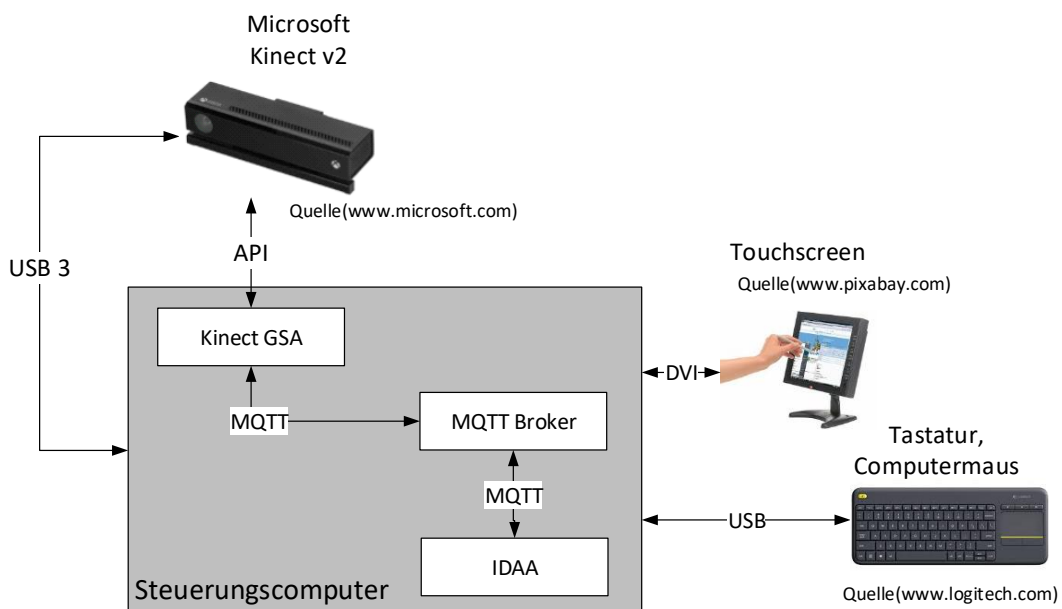 Microsoft
Kinect v2
Quelle(www.microsoft.com)
USB 3
API
Touchscreen
Quelle(www.pixabay.com)
Kinect GSA
DVI
MQTT
MQTT Broker
Tastatur,
Computermaus
MQTT
USB
IDAA
Steuerungscomputer
Quelle(www.logitech.com)